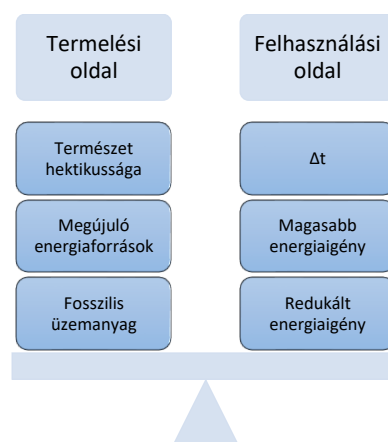 Termelési
oldal
Felhasználási
oldal
Természet
hektikussága
Δt
Megújuló
energiaforrások
Magasabb
energiaigény
Fosszilis
üzemanyag
Redukált
energiaigény